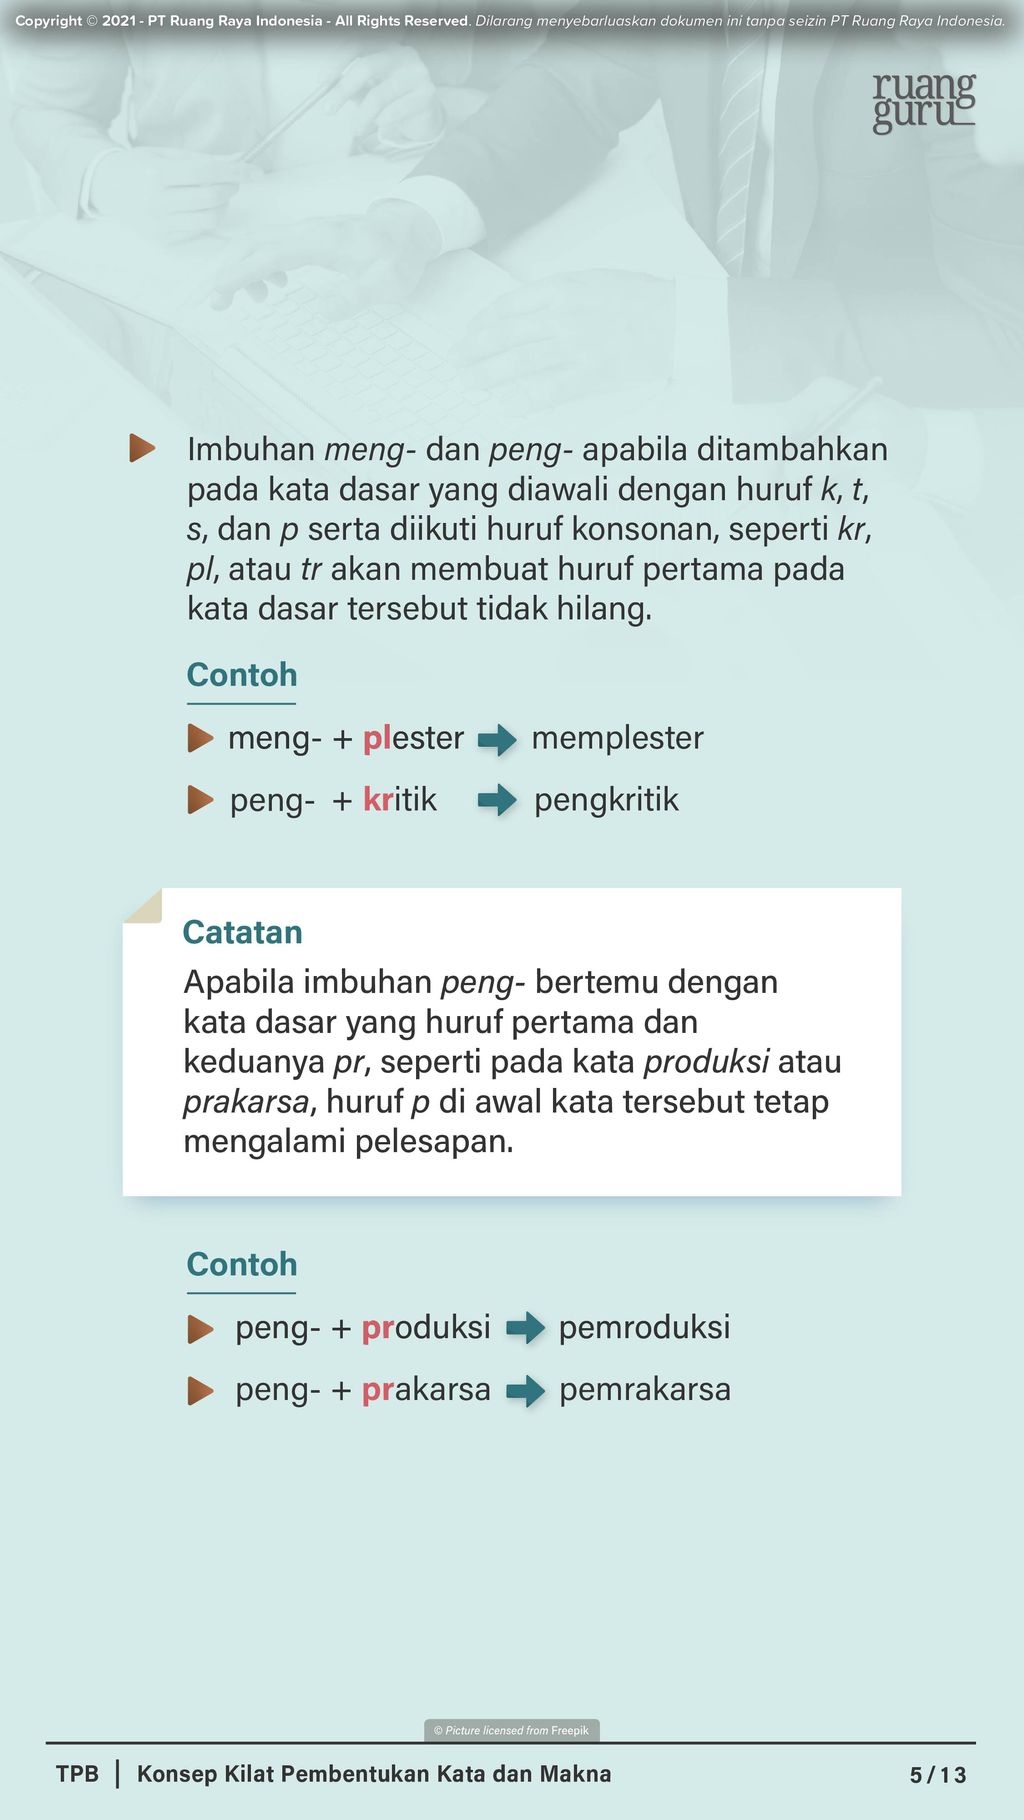 Copyright © 2021 - PT Ruang Raya Indonesia - All Rights Reserved. Dilarang menyebarluaskan dokumen ini tanpa seizin PT Ruang Raya Indonesia.
ruang
guru
Imbuhan meng- dan peng- apabila ditambahkan
pada kata dasar yang diawali dengan huruf k, t,
s, dan p serta diikuti huruf konsonan, seperti kr,
pl, atau tr akan membuat huruf pertama pada
kata dasar tersebut tidak hilang.
Contoh
meng- + plester ➡ memplester
peng- + kritik ➡ pengkritik
Catatan
Apabila imbuhan peng- bertemu dengan
kata dasar yang huruf pertama dan
keduanya pr, seperti pada kata produksi atau
prakarsa, huruf p di awal kata tersebut tetap
mengalami pelesapan.
Contoh
peng- + produksi ➡ pemroduksi
peng- + prakarsa ➡ pemrakarsa
© Picture licensed from Freepik
TPB | Konsep Kilat Pembentukan Kata dan Makna 5 / 13